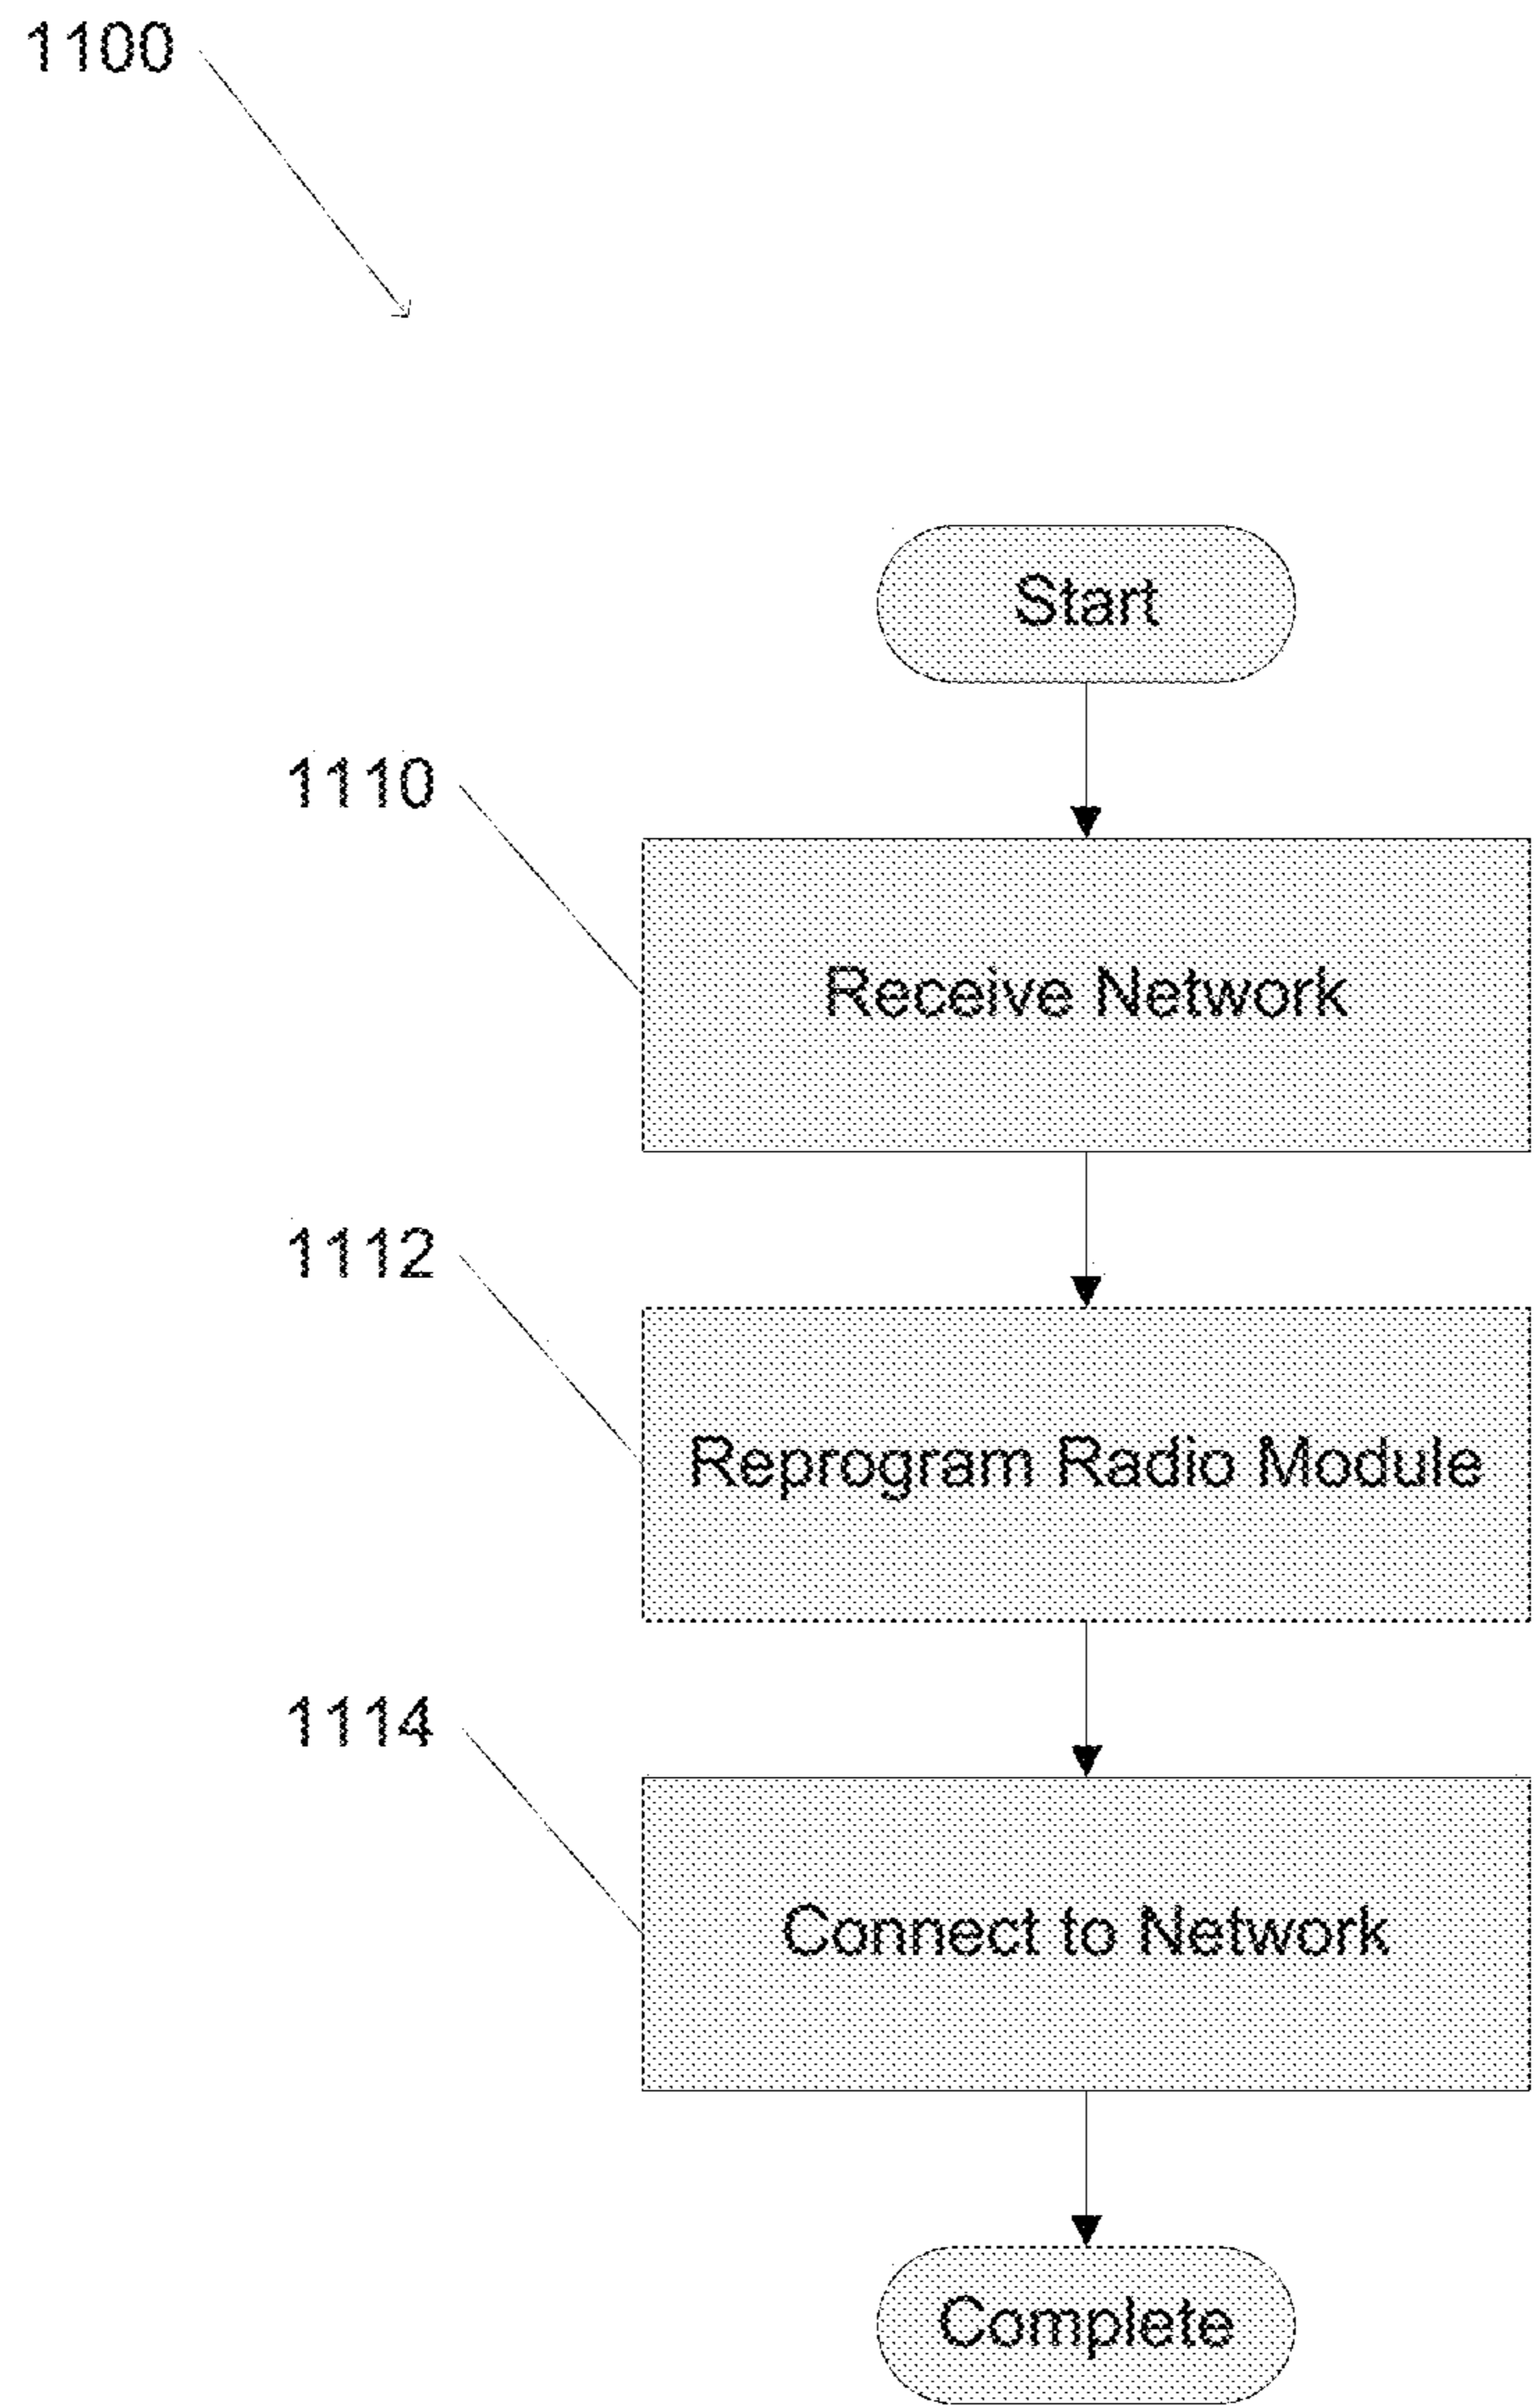 1100
Start
1110
Receive Network
1112
Reprogram Radio Module
1114
Connect to Network
Complete